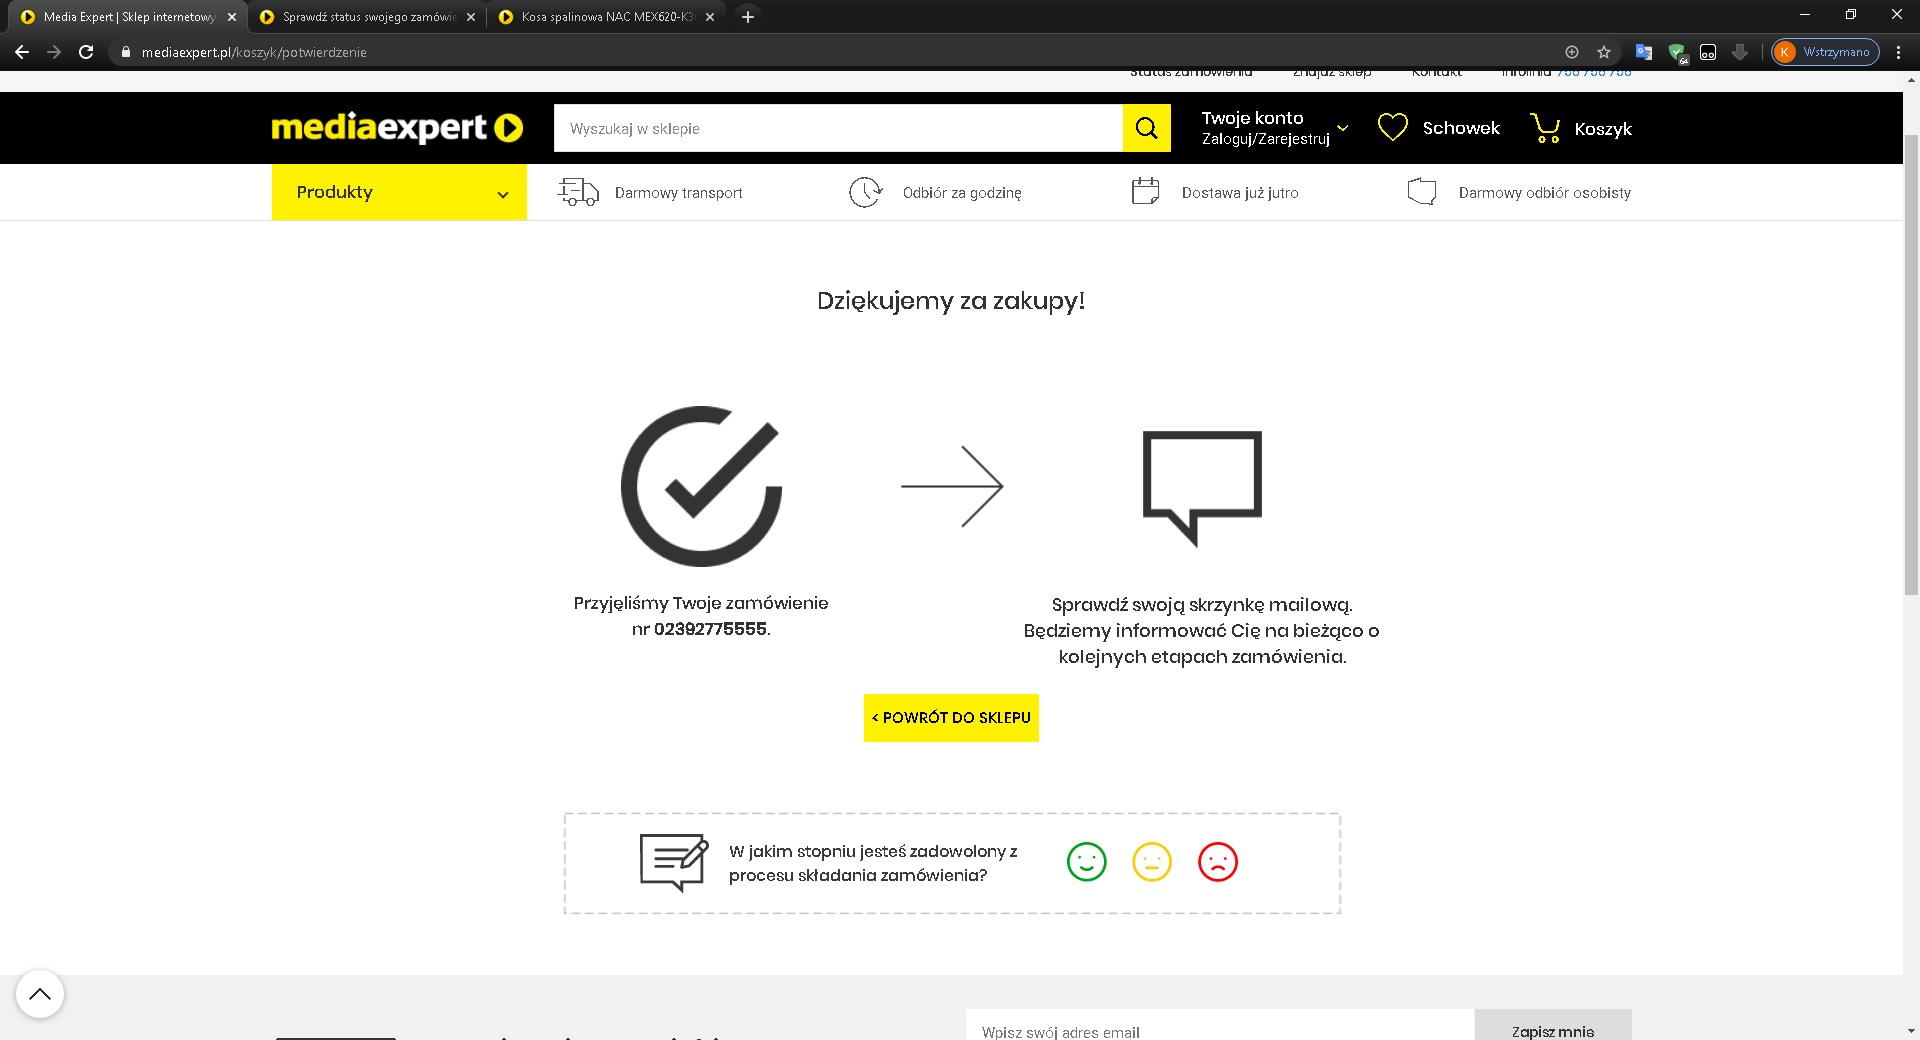 Media Expert | Sklep internetowy
Sprawdź status swojego zamówie
Kosa spalinowa NAC MEX620-K3
mediaexpert.pl/koszyk/potwierdzenie
64
K Wstrzymano
Status zamówienia Znajdź sklep Kontakt Infolinia 756 756 756
mediaexpert
Wyszukaj w sklepie
Twoje konto
Zaloguj/Zarejestruj
Schowek
Koszyk
Produkty
Darmowy transport
Odbiór za godzinę
Dostawa już jutro
Darmowy odbiór osobisty
Dziękujemy za zakupy!
Przyjęliśmy Twoje zamówienie
nr 02392775555.
Sprawdź swoją skrzynkę mailową.
Będziemy informować Cię na bieżąco o
kolejnych etapach zamówienia.
< POWRÓT DO SKLEPU
W jakim stopniu jesteś zadowolony z
procesu składania zamówienia?
Wpisz swój adres email
Zapisz mnie